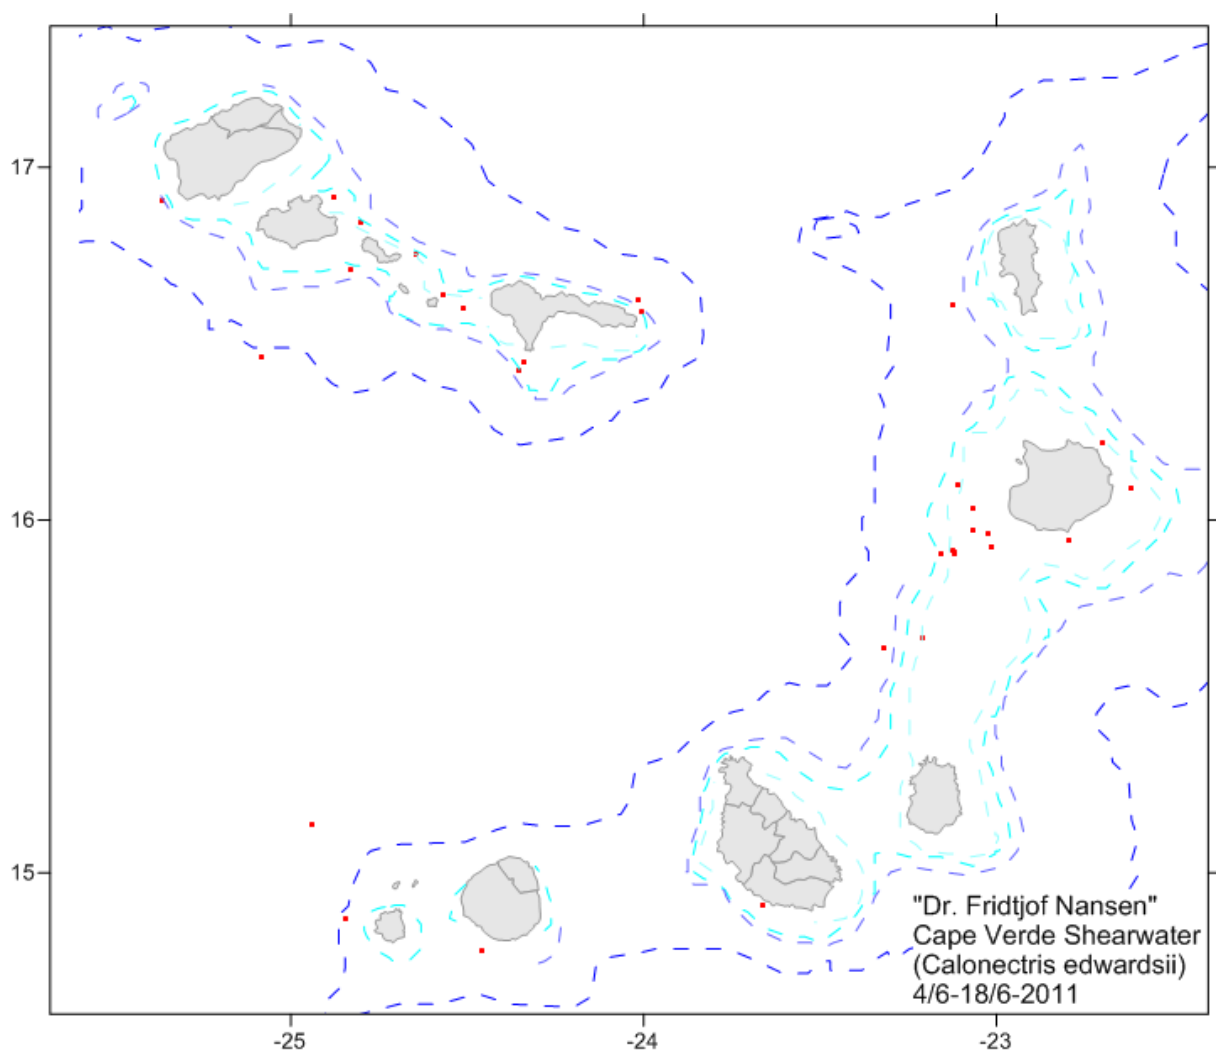 17
16
15
"Dr. Fridtjof Nansen"
Cape Verde Shearwater
(Calonectris edwardsii)
4/6-18/6-2011
-25
-24
-23